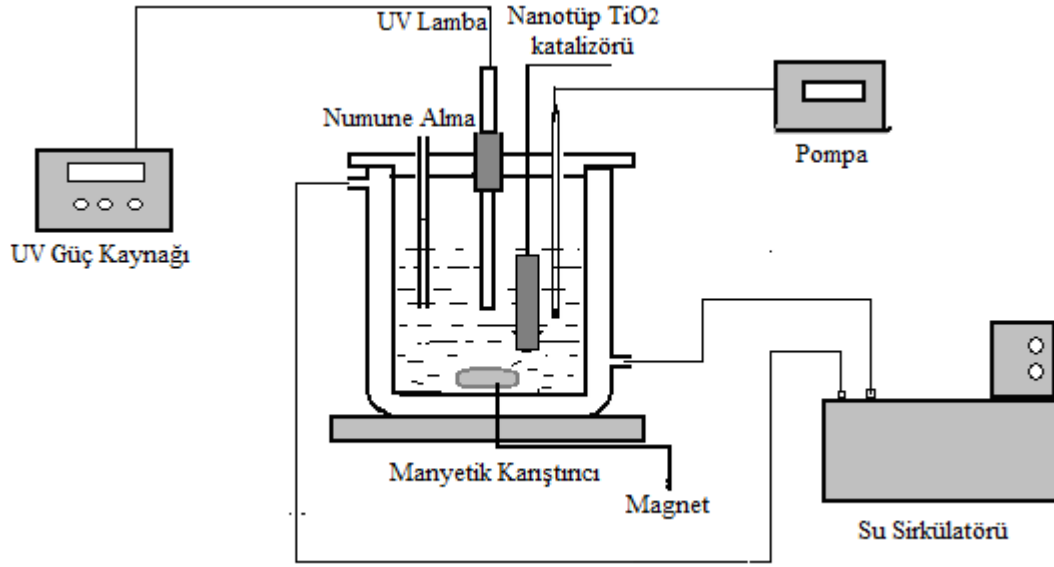 UV Lamba
Nanotüp TiO2
katalizörü
Numune Alma
Pompa
UV Güç Kaynağı
Manyetik Karıştırıcı
Magnet
Su Sirkülatörü